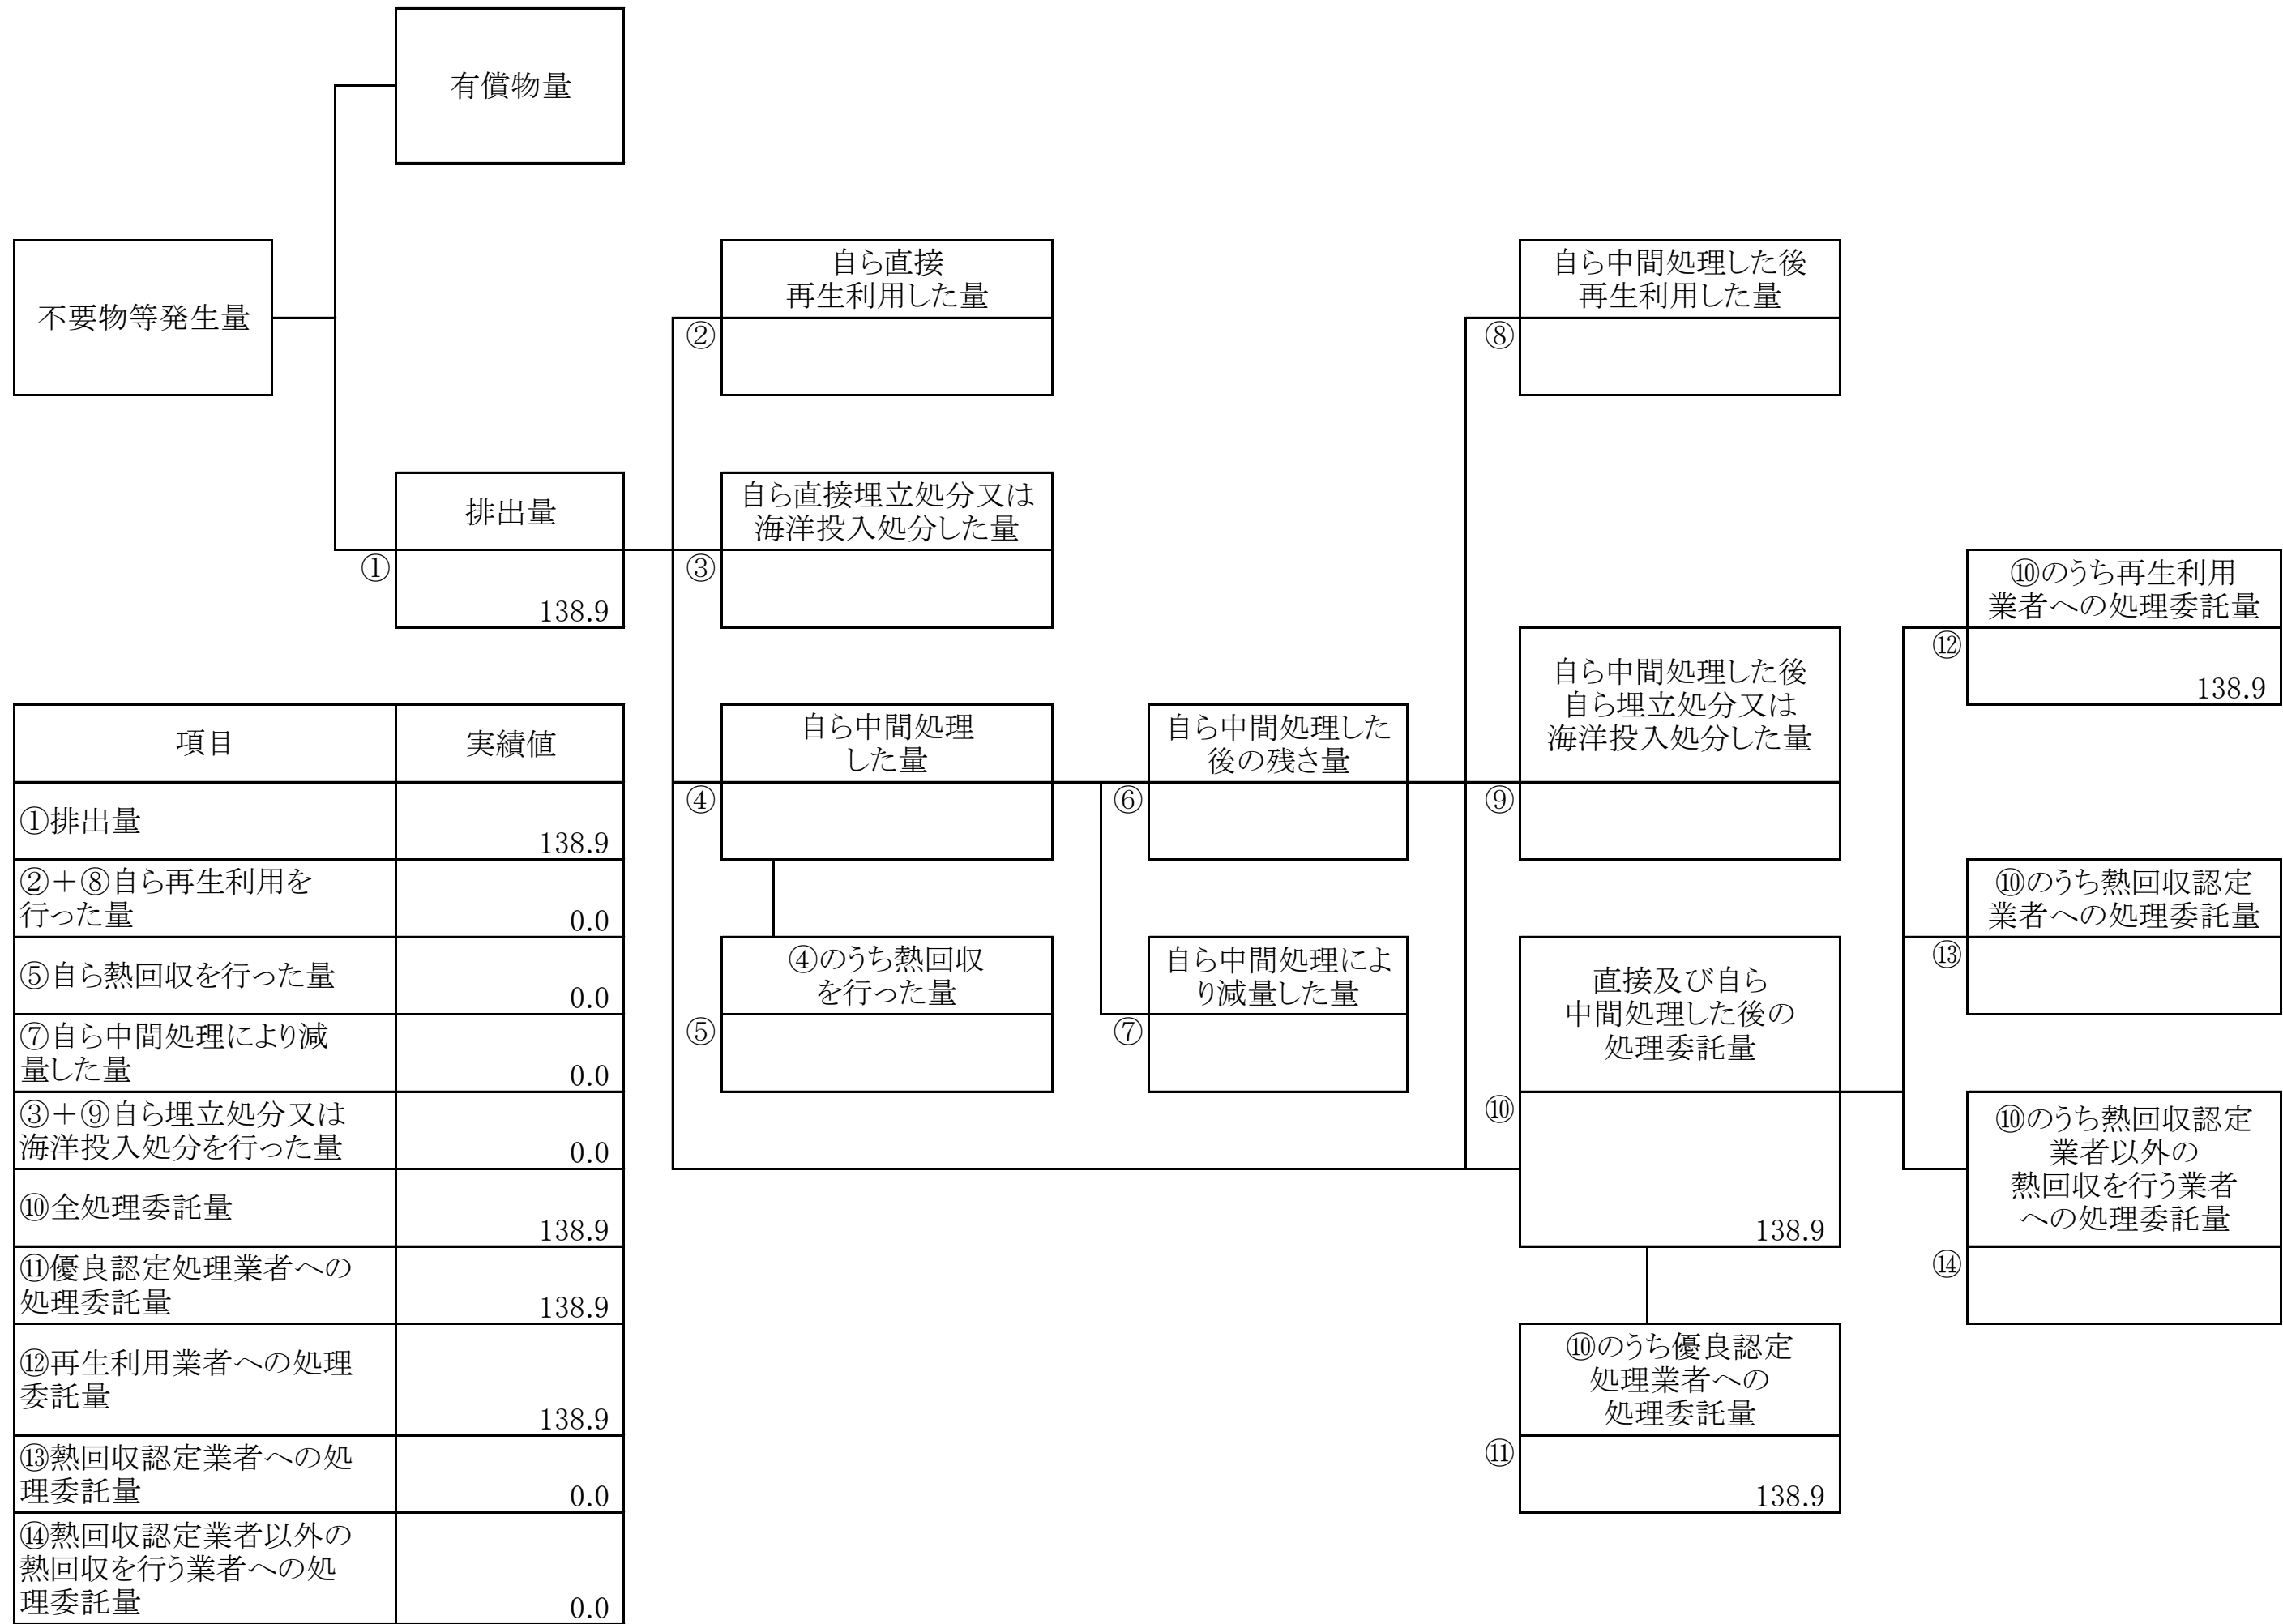 有償物量
不要物等発生量
自ら直接
再生利用した量
②
自ら中間処理した後
再生利用した量
⑧
排出量
①
138.9
自ら直接埋立処分又は
海洋投入処分した量
③
⑩のうち再生利用
業者への処理委託量
⑫
138.9
自ら中間処理した後
自ら埋立処分又は
海洋投入処分した量
⑨
自ら中間処理
した量
④
自ら中間処理した
後の残さ量
⑥
⑩のうち熱回収認定
業者への処理委託量
⑬
④のうち熱回収
を行った量
⑤
自ら中間処理によ
り減量した量
⑦
直接及び自ら
中間処理した後の
処理委託量
⑩
138.9
⑩のうち熱回収認定
業者以外の
熱回収を行う業者
への処理委託量
⑭
⑩のうち優良認定
処理業者への
処理委託量
⑪
138.9
項目 実績値
①排出量
138.9
②＋⑧自ら再生利用を
行った量
0.0
⑤自ら熱回収を行った量
0.0
⑦自ら中間処理により減
量した量
0.0
③＋⑨自ら埋立処分又は
海洋投入処分を行った量
0.0
⑩全処理委託量
138.9
⑪優良認定処理業者への
処理委託量
138.9
⑫再生利用業者への処理
委託量
138.9
⑬熱回収認定業者への処
理委託量
0.0
⑭熱回収認定業者以外の
熱回収を行う業者への処
理委託量
0.0